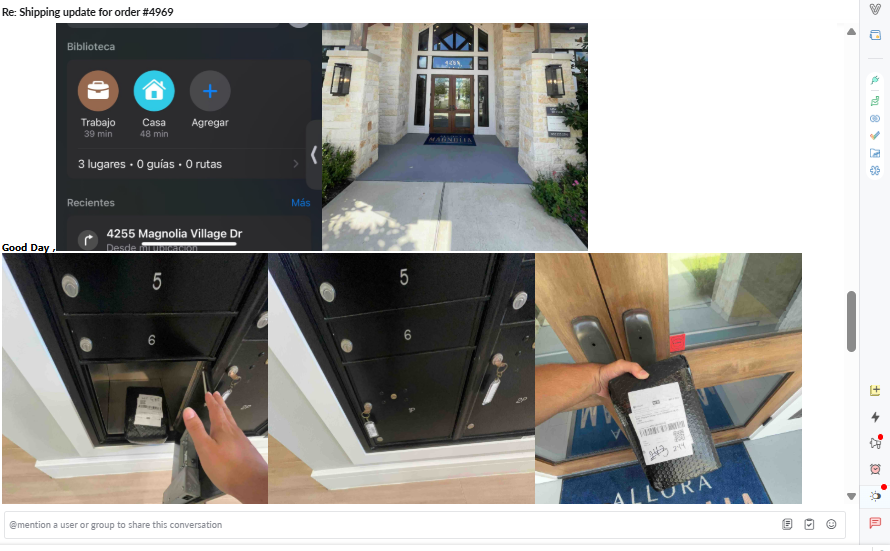 Re: Shipping update for order #4969
Biblioteca
Trabajo
39 min
Casa
48 min
Agregar
3 lugares • 0 guías • 0 rutas
Recientes
Más
4255 Magnolia Village Dr
Desde mi ubicación
4255
MAGNOLIA
Good Day ,
5
6
5
6
ALLORA
@mention a user or group to share this conversation